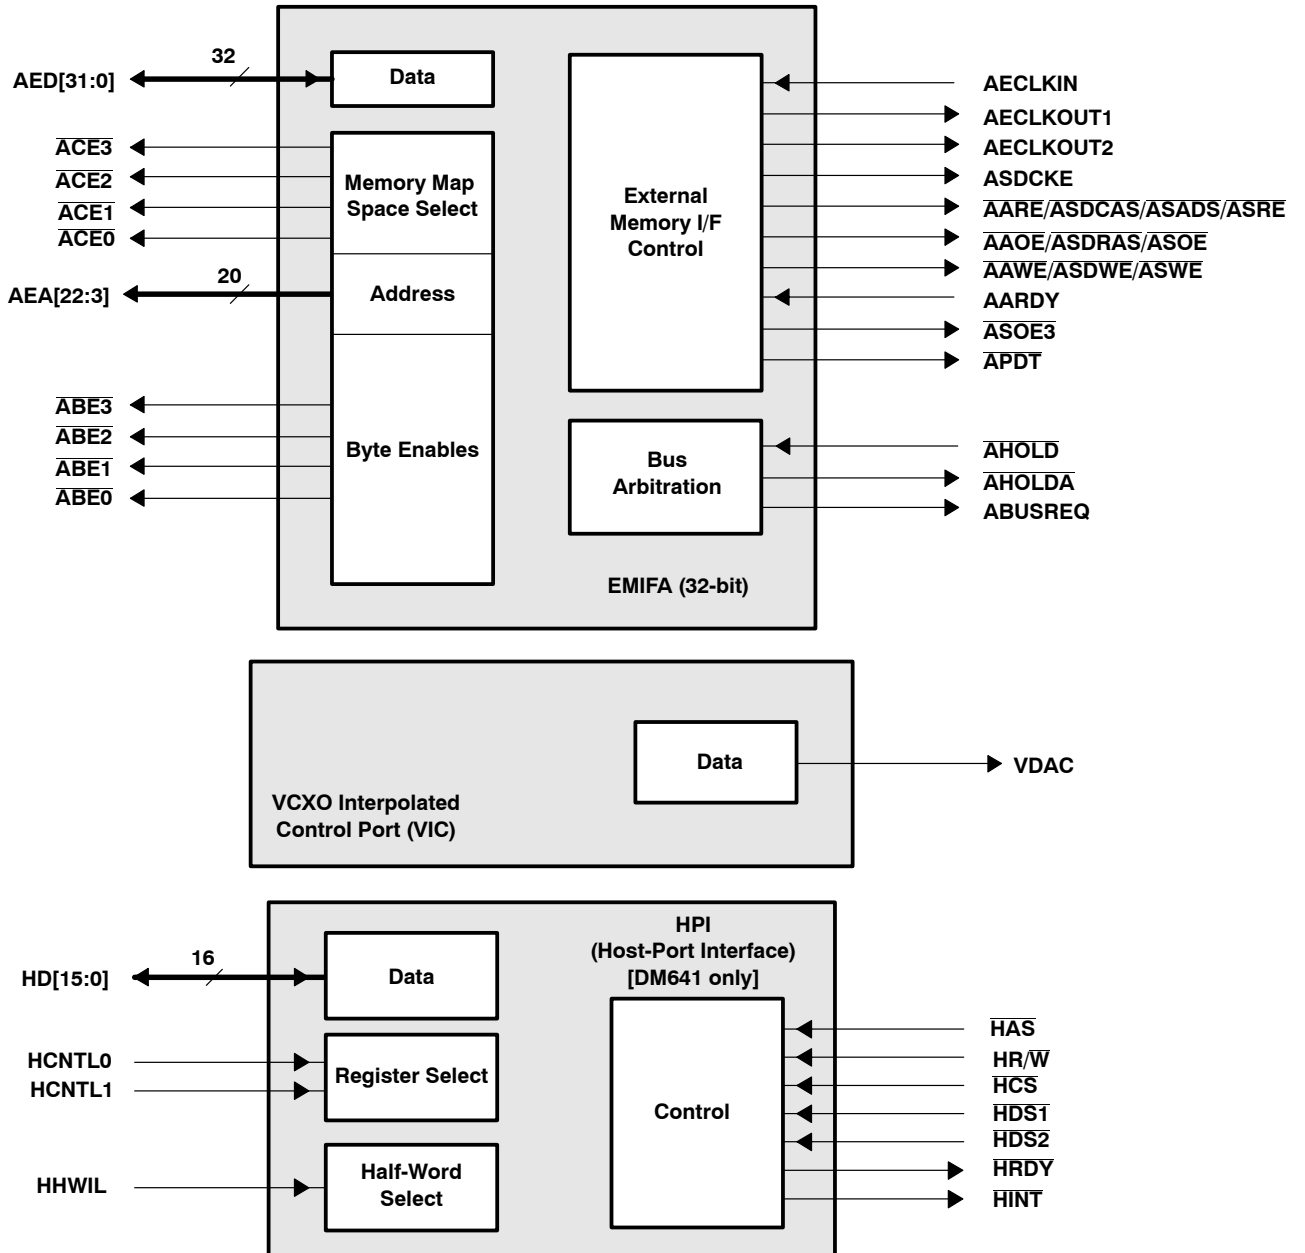 32
AED[31:0]
Data
ACE3
ACE2
ACE1
ACE0
Memory Map
Space Select
20
AEA[22:3]
Address
ABE3
ABE2
ABE1
ABE0
Byte Enables
External
Memory I/F
Control
AECLKIN
AECLKOUT1
AECLKOUT2
ASDCKE
AARE/ASDCAS/ASADS/ASRE
AAOE/ASDRAS/ASOE
AAWE/ASDWE/ASWE
AARDY
ASOE3
APDT
Bus
Arbitration
AHOLD
AHOLDA
ABUSREQ
EMIFA (32-bit)
Data
VDAC
VCXO Interpolated
Control Port (VIC)
HPI
(Host-Port Interface)
[DM641 only]
16
HD[15:0]
Data
HCNTL0
HCNTL1
Register Select
HHWIL
Half-Word
Select
Control
HAS
HR/W
HCS
HDS1
HDS2
HRDY
HINT